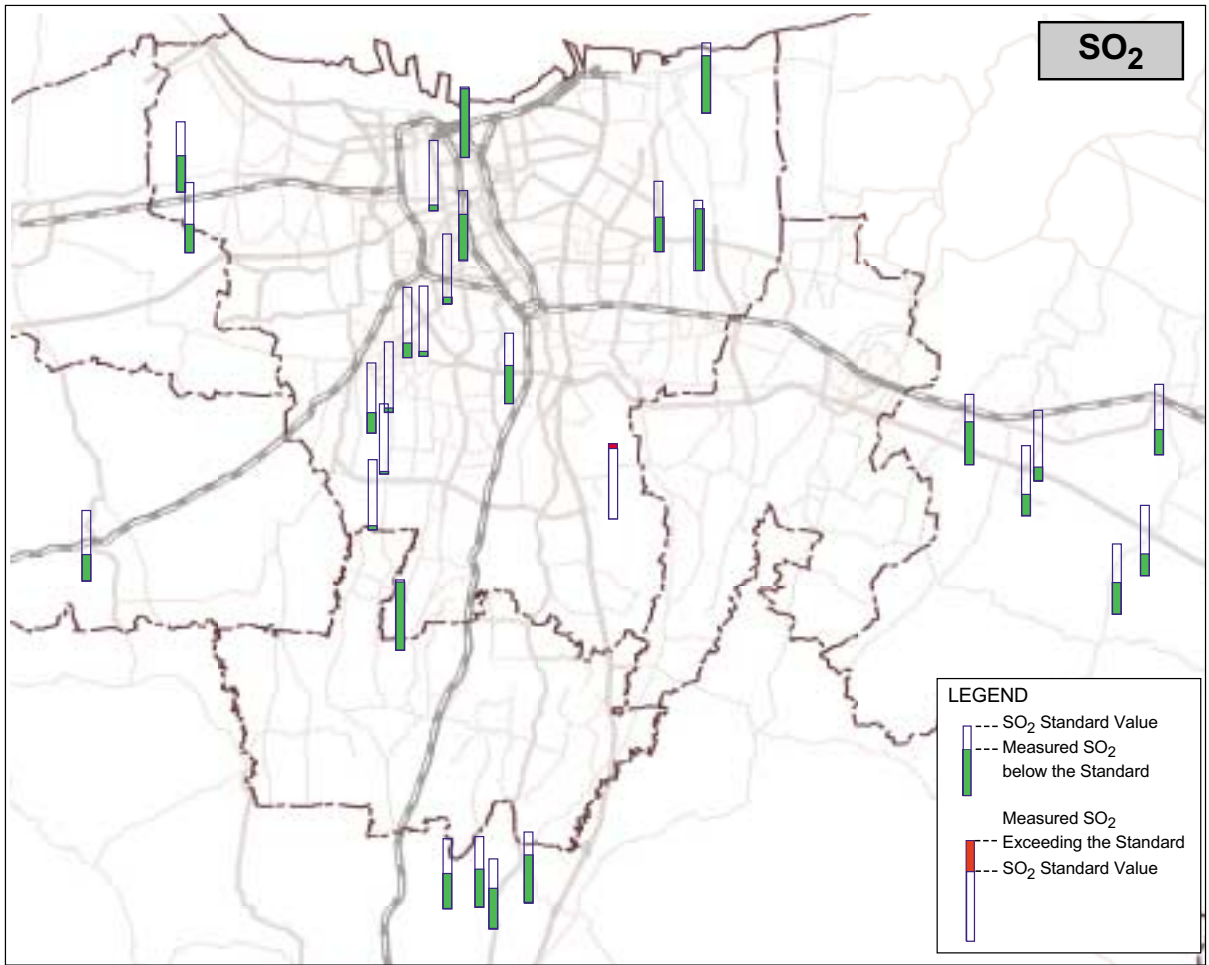 SO₂
LEGEND
SO₂ Standard Value
Measured SO₂
below the Standard
Measured SO₂
Exceeding the Standard
SO₂ Standard Value